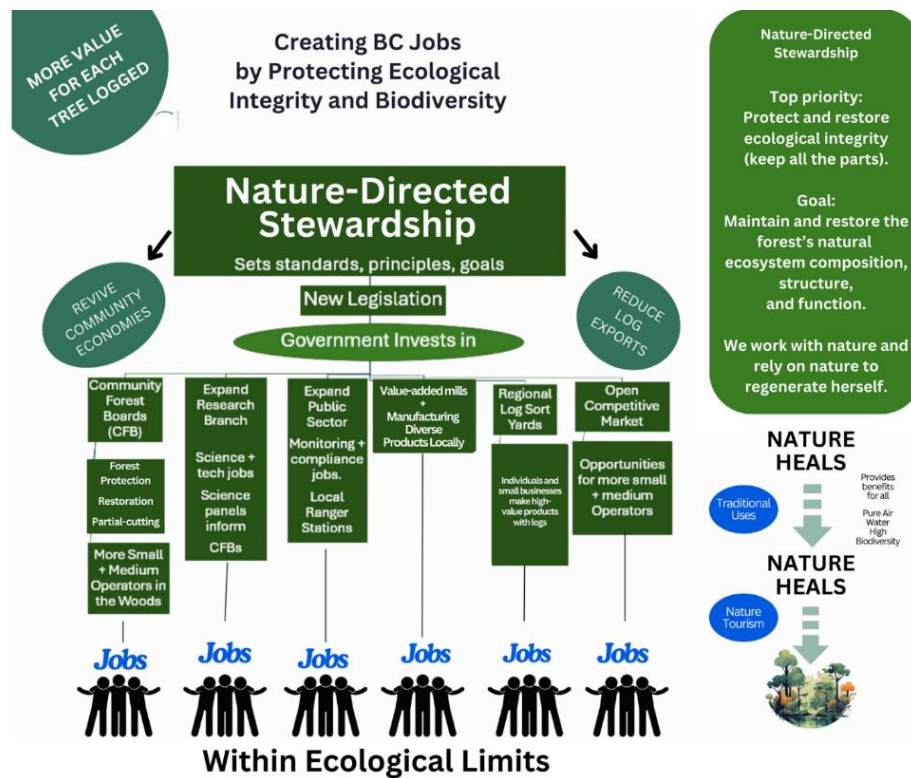 MORE VALUE
FOR EACH
TREE LOGGED
Creating BC Jobs
by Protecting Ecological
Integrity and Biodiversity
Nature-Directed
Stewardship
Sets standards, principles, goals
REVIVE
COMMUNITY
ECONOMIES
REDUCE
LOG
EXPORTS
New Legislation
Government Invests in
Community
Forest
Boards
(CFB)
Forest
Protection
Restoration
Partial-cutting
More Small
+ Medium
Operators in
the Woods
Expand
Research
Branch
Science +
tech jobs
Science
panels
inform
CFBs
Expand
Public
Sector
Monitoring +
compliance
jobs.
Local
Ranger
Stations
Value-added mills
+
Manufacturing
Diverse
Products Locally
Regional
Log Sort
Yards
Individuals and
small businesses
make high-
value products
with logs
Open
Competitive
Market
Opportunities
for more small
+ medium
Operators
Jobs
Jobs
Jobs
Jobs
Jobs
Jobs
Within Ecological Limits
Nature-Directed
Stewardship
Top priority:
Protect and restore
ecological integrity
(keep all the parts).
Goal:
Maintain and restore the
forest's natural
ecosystem composition,
structure,
and function.
We work with nature and
rely on nature to
regenerate herself.
NATURE
HEALS
Traditional
Uses
Provides
benefits
for all
Pure Air
Water
High
Biodiversity
NATURE
HEALS
Nature
Tourism